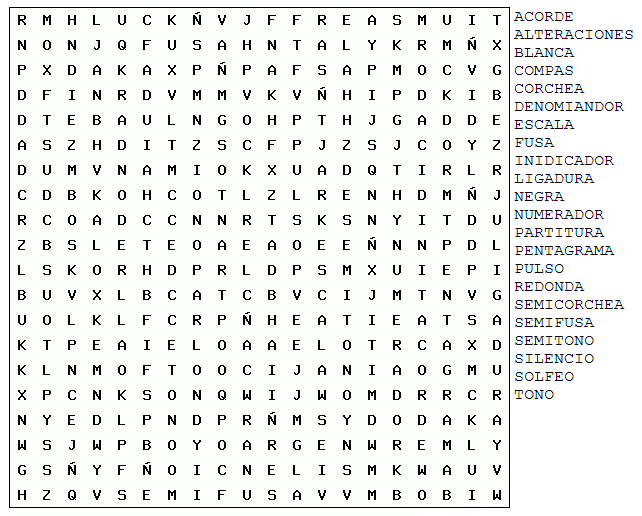 R M H L U C K Ñ V J F F R E A S M U I T
N O N J Q F U S A H N T A L Y K R M Ñ X
P X D A K A X P Ñ P A F S A P M O C V G
D F I N R D V M M V K V Ñ H I P D K I B
D T E B A U L N G O H P T H J G A D D E
A S Z H D I T Z S C F P J Z S J C O Y Z
D U M V N A M I O K X U A D Q T I R L R
C D B K O H C O T L Z L R E N H D M Ñ J
R C O A D C C N N R T S K S N Y I T D U
Z B S L E T E O A E A O E E Ñ N N P D L
L S K O R H D P R L D P S M X U I E P I
B U V X L B C A T C B V C I J M T N V G
U O L K L F C R P Ñ H E A T I E A T S A
K T P E A I E L O A A E L O T R C A X D
K L N M O F T O O C I J A N I A O G M U
X P C N K S O N Q W I J W O M D R R C R
N Y E D L P N D P R Ñ M S Y D O D A K A
W S J W P B O Y O A R G E N W R E M L Y
G S Ñ Y F Ñ O I C N E L I S M K W A U V
H Z Q V S E M I F U S A V V M B O B I W
ACORDE
ALTERACIONES
BLANCA
COMPAS
CORCHEA
DENOMIANDOR
ESCALA
FUSA
INIDICADOR
LIGADURA
NEGRA
NUMERADOR
PARTITURA
PENTAGRAMA
PULSO
REDONDA
SEMICORCHEA
SEMIFUSA
SEMITONO
SILENCIO
SOLFEO
TONO